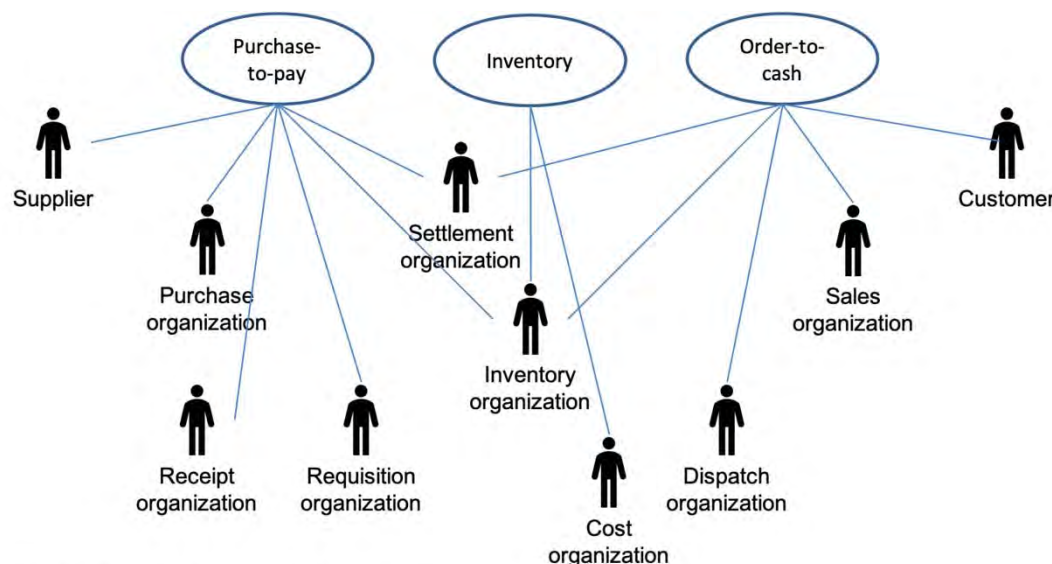 Purchase-
to-pay
Inventory
Order-to-
cash
Supplier
Customer
Settlement
organization
Purchase
organization
Sales
organization
Inventory
organization
Receipt
organization
Requisition
organization
Dispatch
organization
Cost
organization